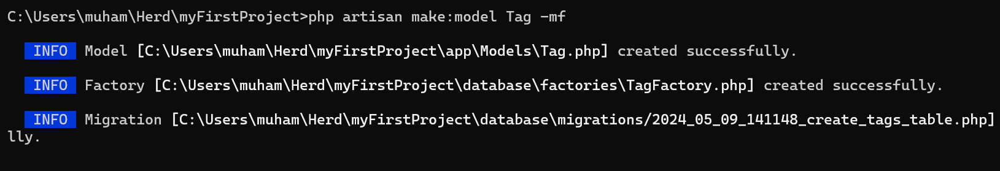 C:\Users\muham\Herd\myFirstProject>php artisan make:model Tag -mf
INFO Model [C:\Users\muham\Herd\myFirstProject\app\Models\Tag.php] created successfully.
INFO Factory [C:\Users\muham\Herd\myFirstProject\database\factories\TagFactory.php] created successfully.
INFO Migration [C:\Users\muham\Herd\myFirstProject\database\migrations/2024_05_09_141148_create_tags_table.php]
lly.